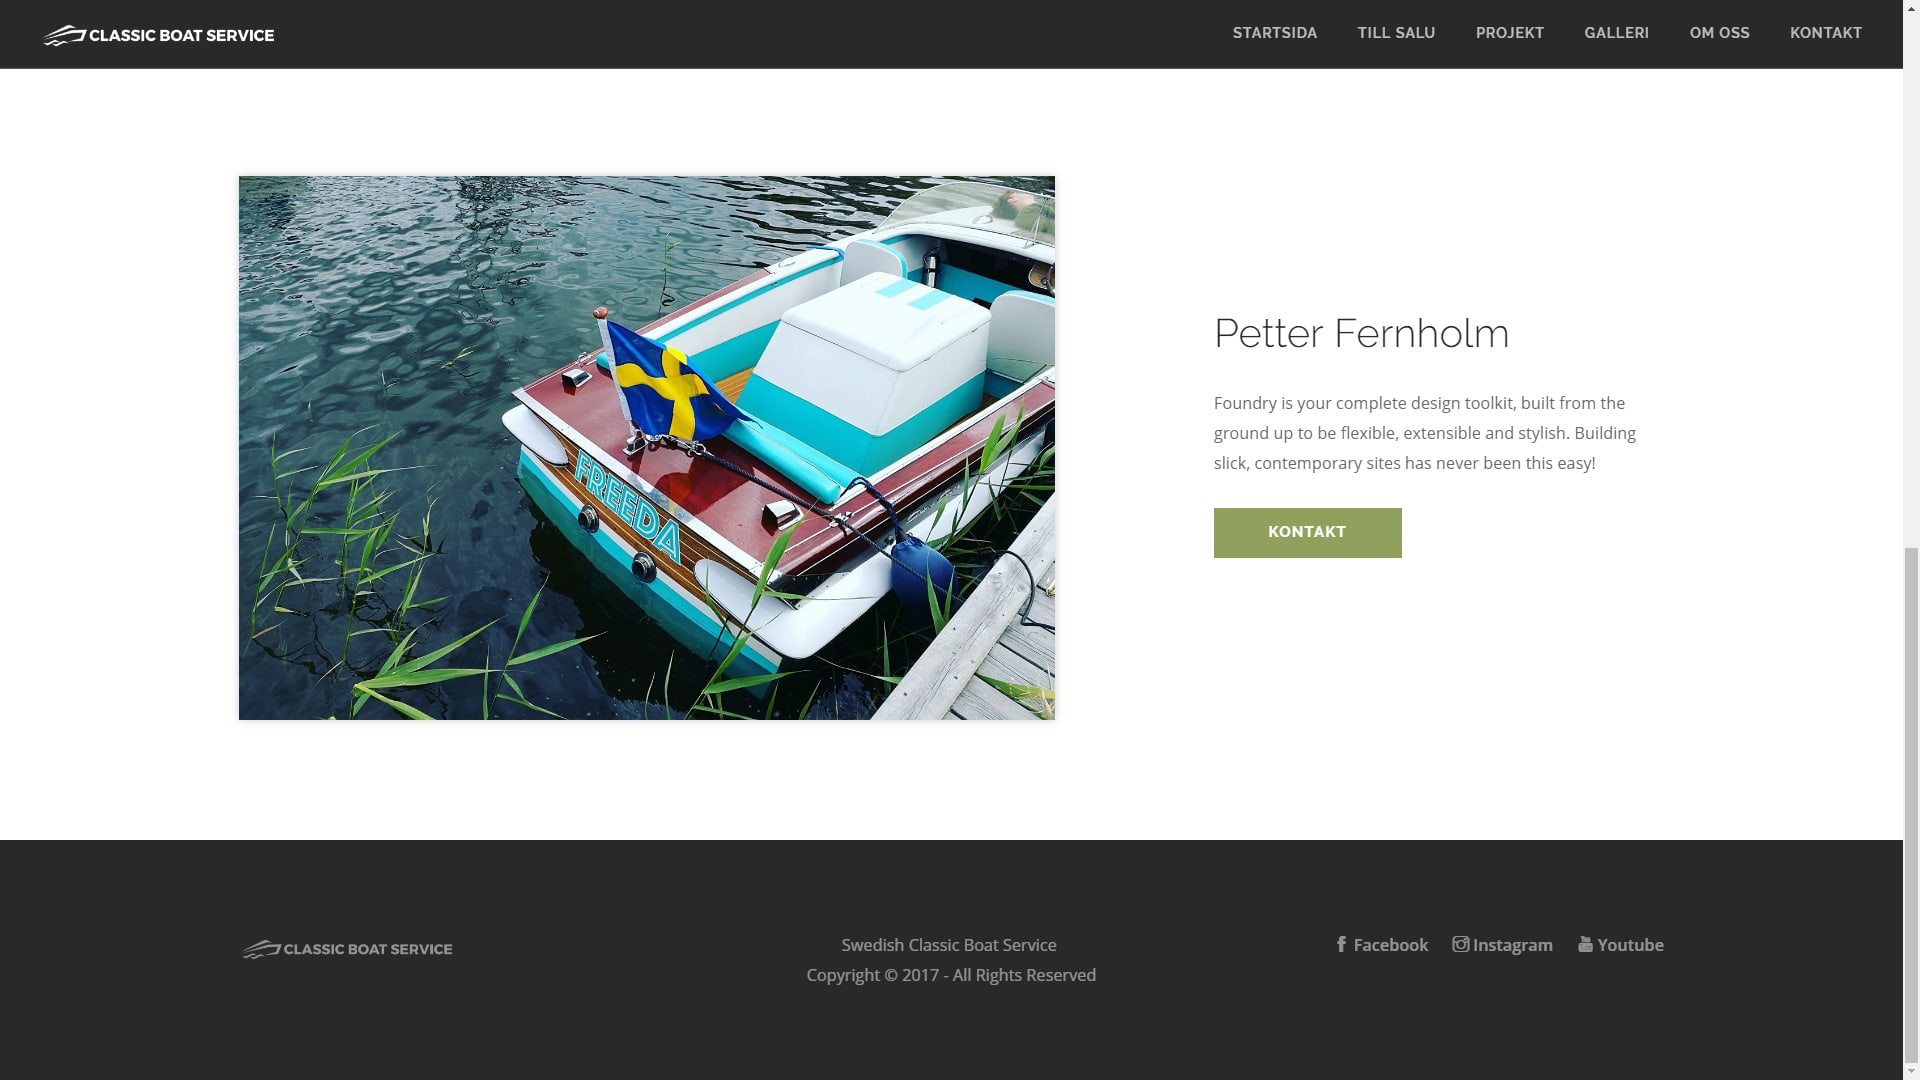 CLASSIC BOAT SERVICE
STARTSIDA TILL SALU PROJEKT GALLERI OM OSS KONTAKT
FREEDA
Petter Fernholm
Foundry is your complete design toolkit, built from the
ground up to be flexible, extensible and stylish. Building
slick, contemporary sites has never been this easy!
KONTAKT
CLASSIC BOAT SERVICE
Swedish Classic Boat Service
Copyright © 2017 - All Rights Reserved
Facebook Instagram Youtube